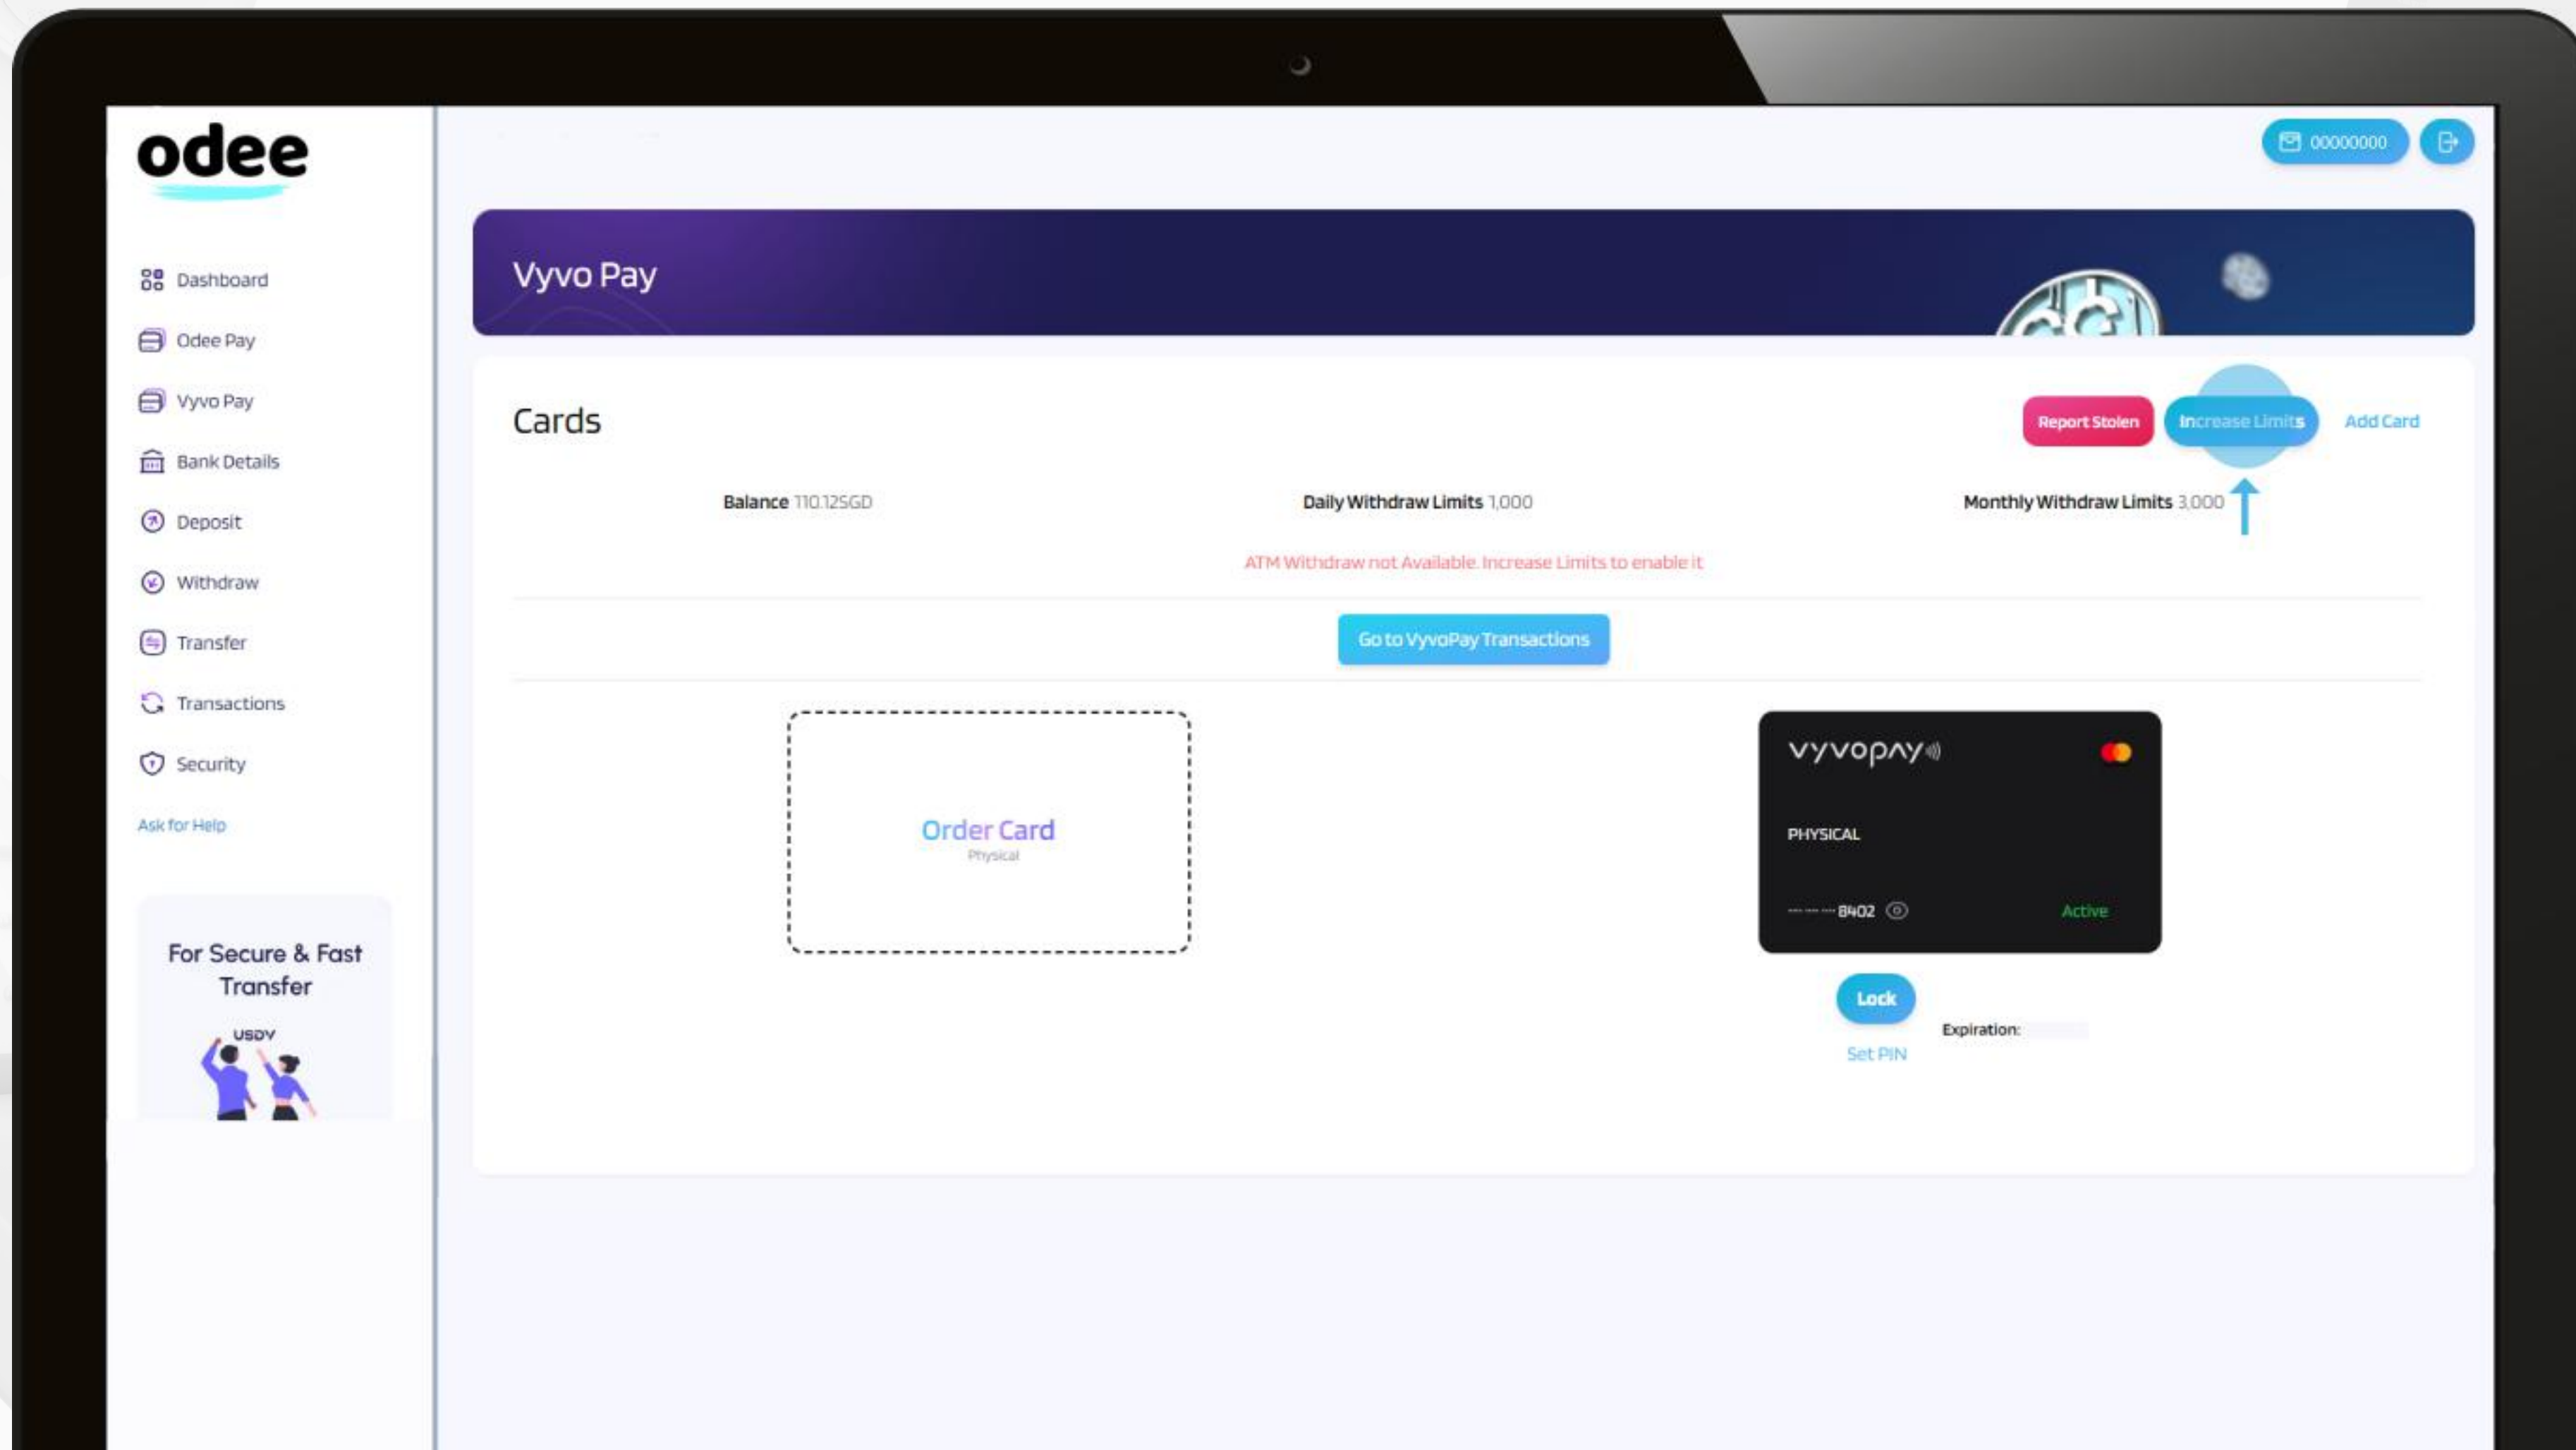 odee
00000000
Dashboard
Odee Pay
Vyvo Pay
Bank Details
Deposit
Withdraw
Transfer
Transactions
Security
Ask for Help
For Secure & Fast
Transfer
USDV
Vyvo Pay
Cards
Report Stolen
Increase Limits
Add Card
Balance 110.12SGD
Daily Withdraw Limits 1,000
Monthly Withdraw Limits 3,000
ATM Withdraw not Available. Increase Limits to enable it
Go to VyvoPay Transactions
Order Card
Physical
vyvopay
PHYSICAL
8402
Active
Lock
Set PIN
Expiration: